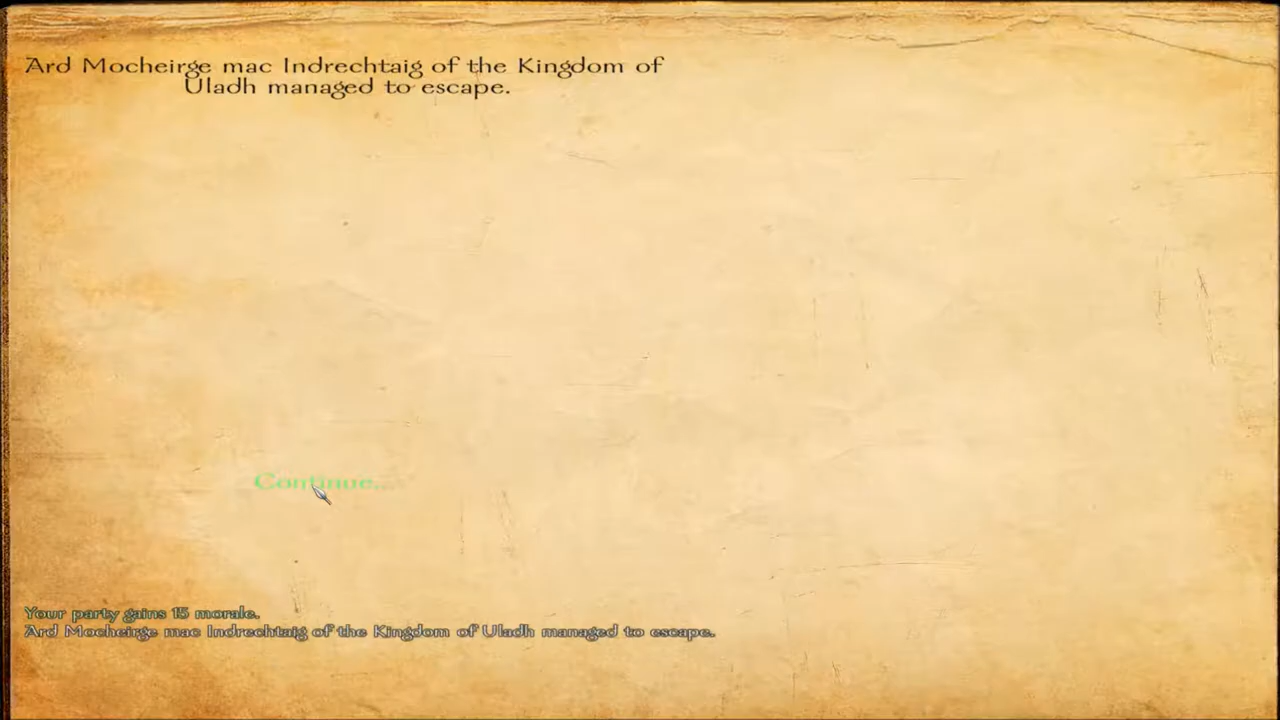 Ard Mocheirge mac Indrechtaig of the Kingdom of
Uladh managed to escape.
Continue...
Your party gains 15 morale.
Ard Mocheirge mac Indrechtaig of the Kingdom of Uladh managed to escape.